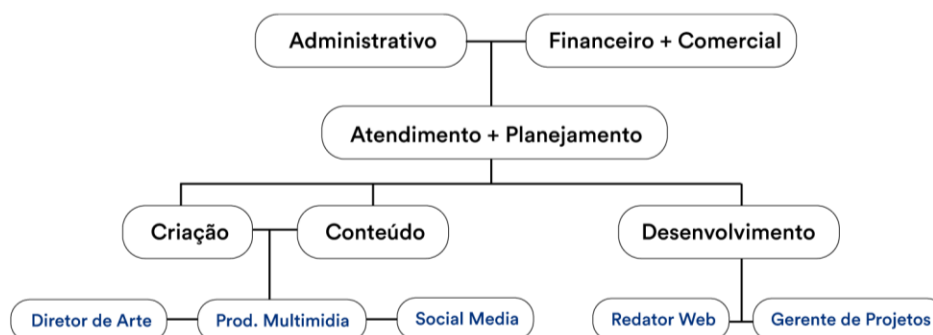 Administrativo
Financeiro + Comercial
Atendimento + Planejamento
Criação
Conteúdo
Desenvolvimento
Diretor de Arte
Prod. Multimidia
Social Media
Redator Web
Gerente de Projetos